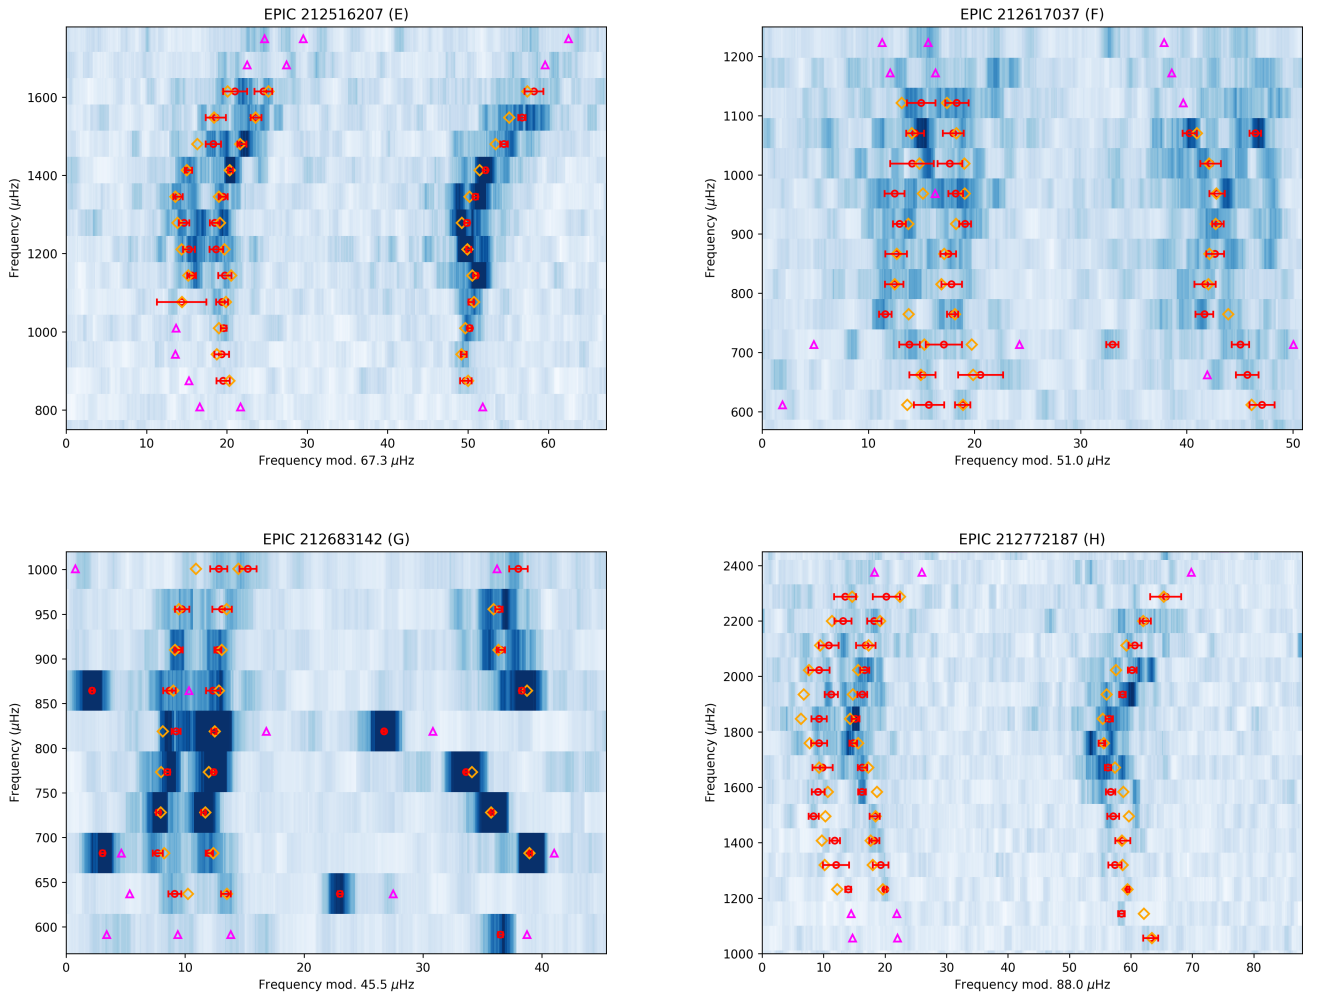 EPIC 212516207 (E)
Frequency (μHz)
1600
1400
1200
1000
800
0 10 20 30 40 50 60
Frequency mod. 67.3 μHz
EPIC 212617037 (F)
Frequency (μHz)
1200
1100
1000
900
800
700
600
0 10 20 30 40 50
Frequency mod. 51.0 μHz
EPIC 212683142 (G)
Frequency (μHz)
1000
950
900
850
800
750
700
650
600
0 10 20 30 40
Frequency mod. 45.5 μHz
EPIC 212772187 (H)
Frequency (μHz)
2400
2200
2000
1800
1600
1400
1200
1000
0 10 20 30 40 50 60 70 80
Frequency mod. 88.0 μHz